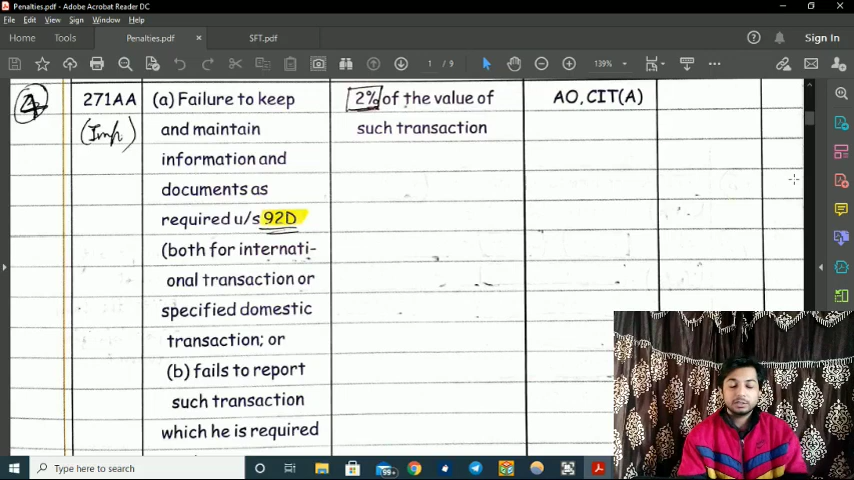 Penalties.pdf - Adobe Acrobat Reader DC
File Edit View Sign Window Help
Home Tools Penalties.pdf × SFT.pdf Sign In
1 / 9 139%
4 271AA (a) Failure to keep 2% of the value of AO, CIT(A)
(Imp) and maintain such transaction
information and
documents as
required u/s 92D
(both for internati-
onal transaction or
specified domestic
transaction; or
(b) fails to report
such transaction
which he is required
Type here to search
99+